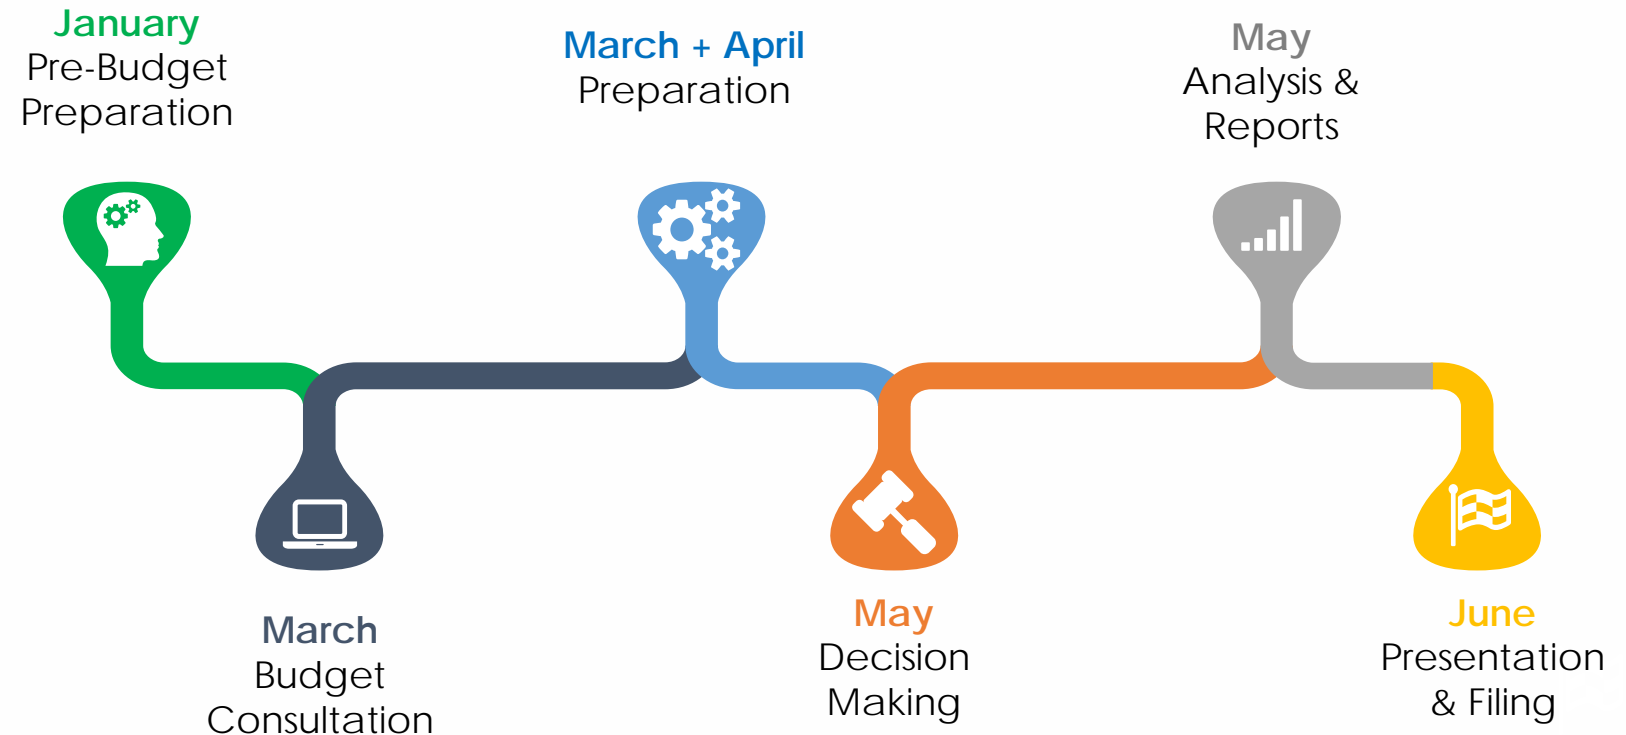 January
Pre-Budget
Preparation
March
Budget
Consultation
March + April
Preparation
May
Decision
Making
May
Analysis &
Reports
June
Presentation
& Filing